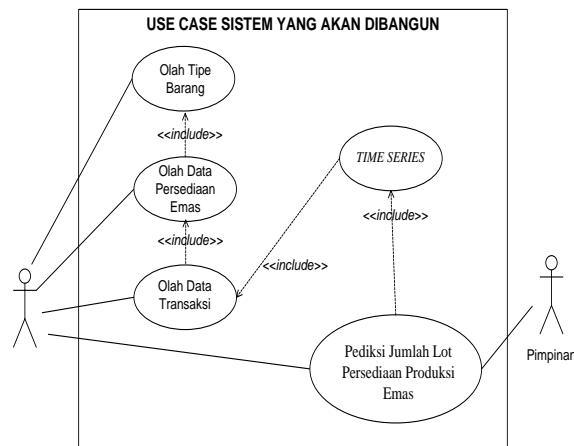 USE CASE SISTEM YANG AKAN DIBANGUN
Olah Tipe
Barang
<<include>>
Olah Data
Persediaan
Emas
TIME SERIES
<<include>>
<<include>>
<<include>>
Olah Data
Transaksi
Pediksi Jumlah Lot
Persediaan Produksi
Emas
Pimpinan